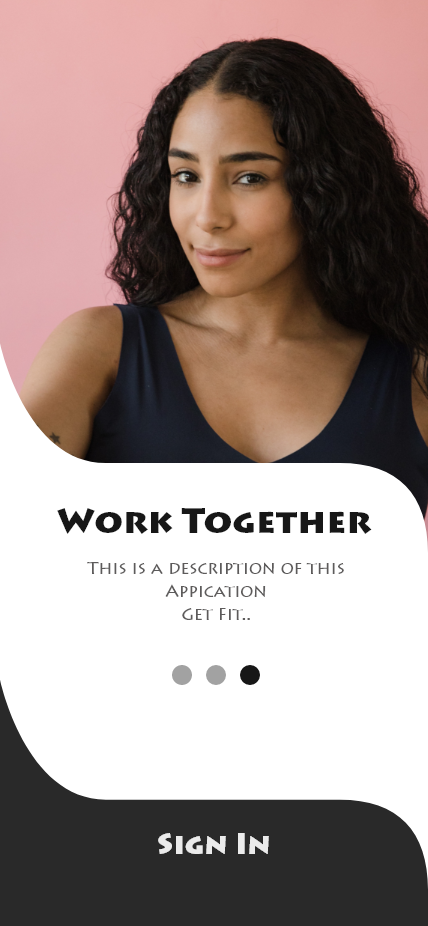 Work Together
This is a description of this
Appication
Get Fit..
Sign In